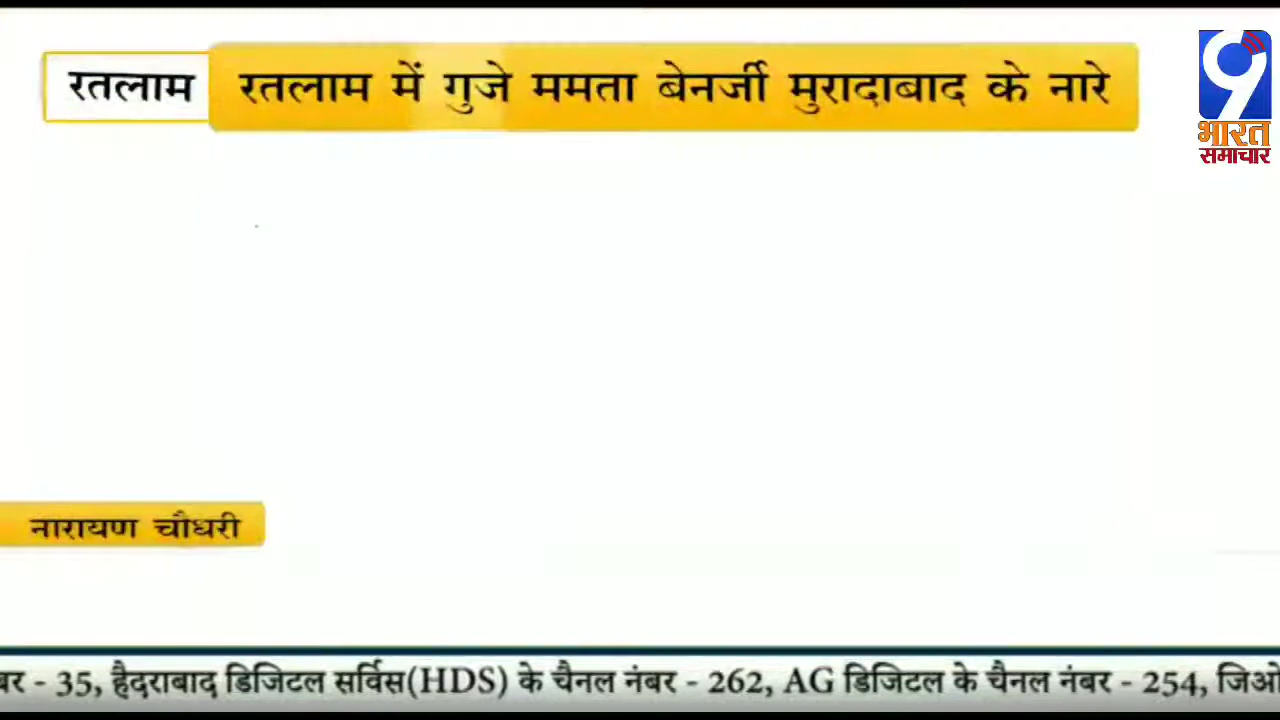 रतलाम
रतलाम में गुजे ममता बेनर्जी मुरादाबाद के नारे
9
भारत
समाचार
नारायण चौधरी
बर - 35, हैदराबाद डिजिटल सर्विस(HDS) के चैनल नंबर - 262, AG डिजिटल के चैनल नंबर - 254, जिओ